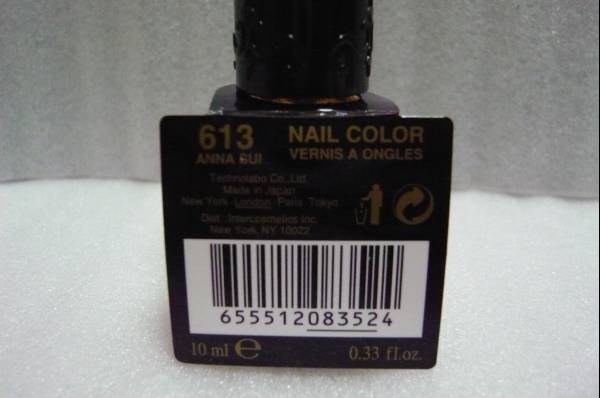 613
ANNA SUI
NAIL COLOR
VERNIS A ONGLES
Technolabo Co., Ltd.
Made in Japan
New York · London · Paris · Tokyo
Dist. : Intercosmetics Inc.
New York, NY 10022
655512083524
10 ml e
0.33 fl.oz.